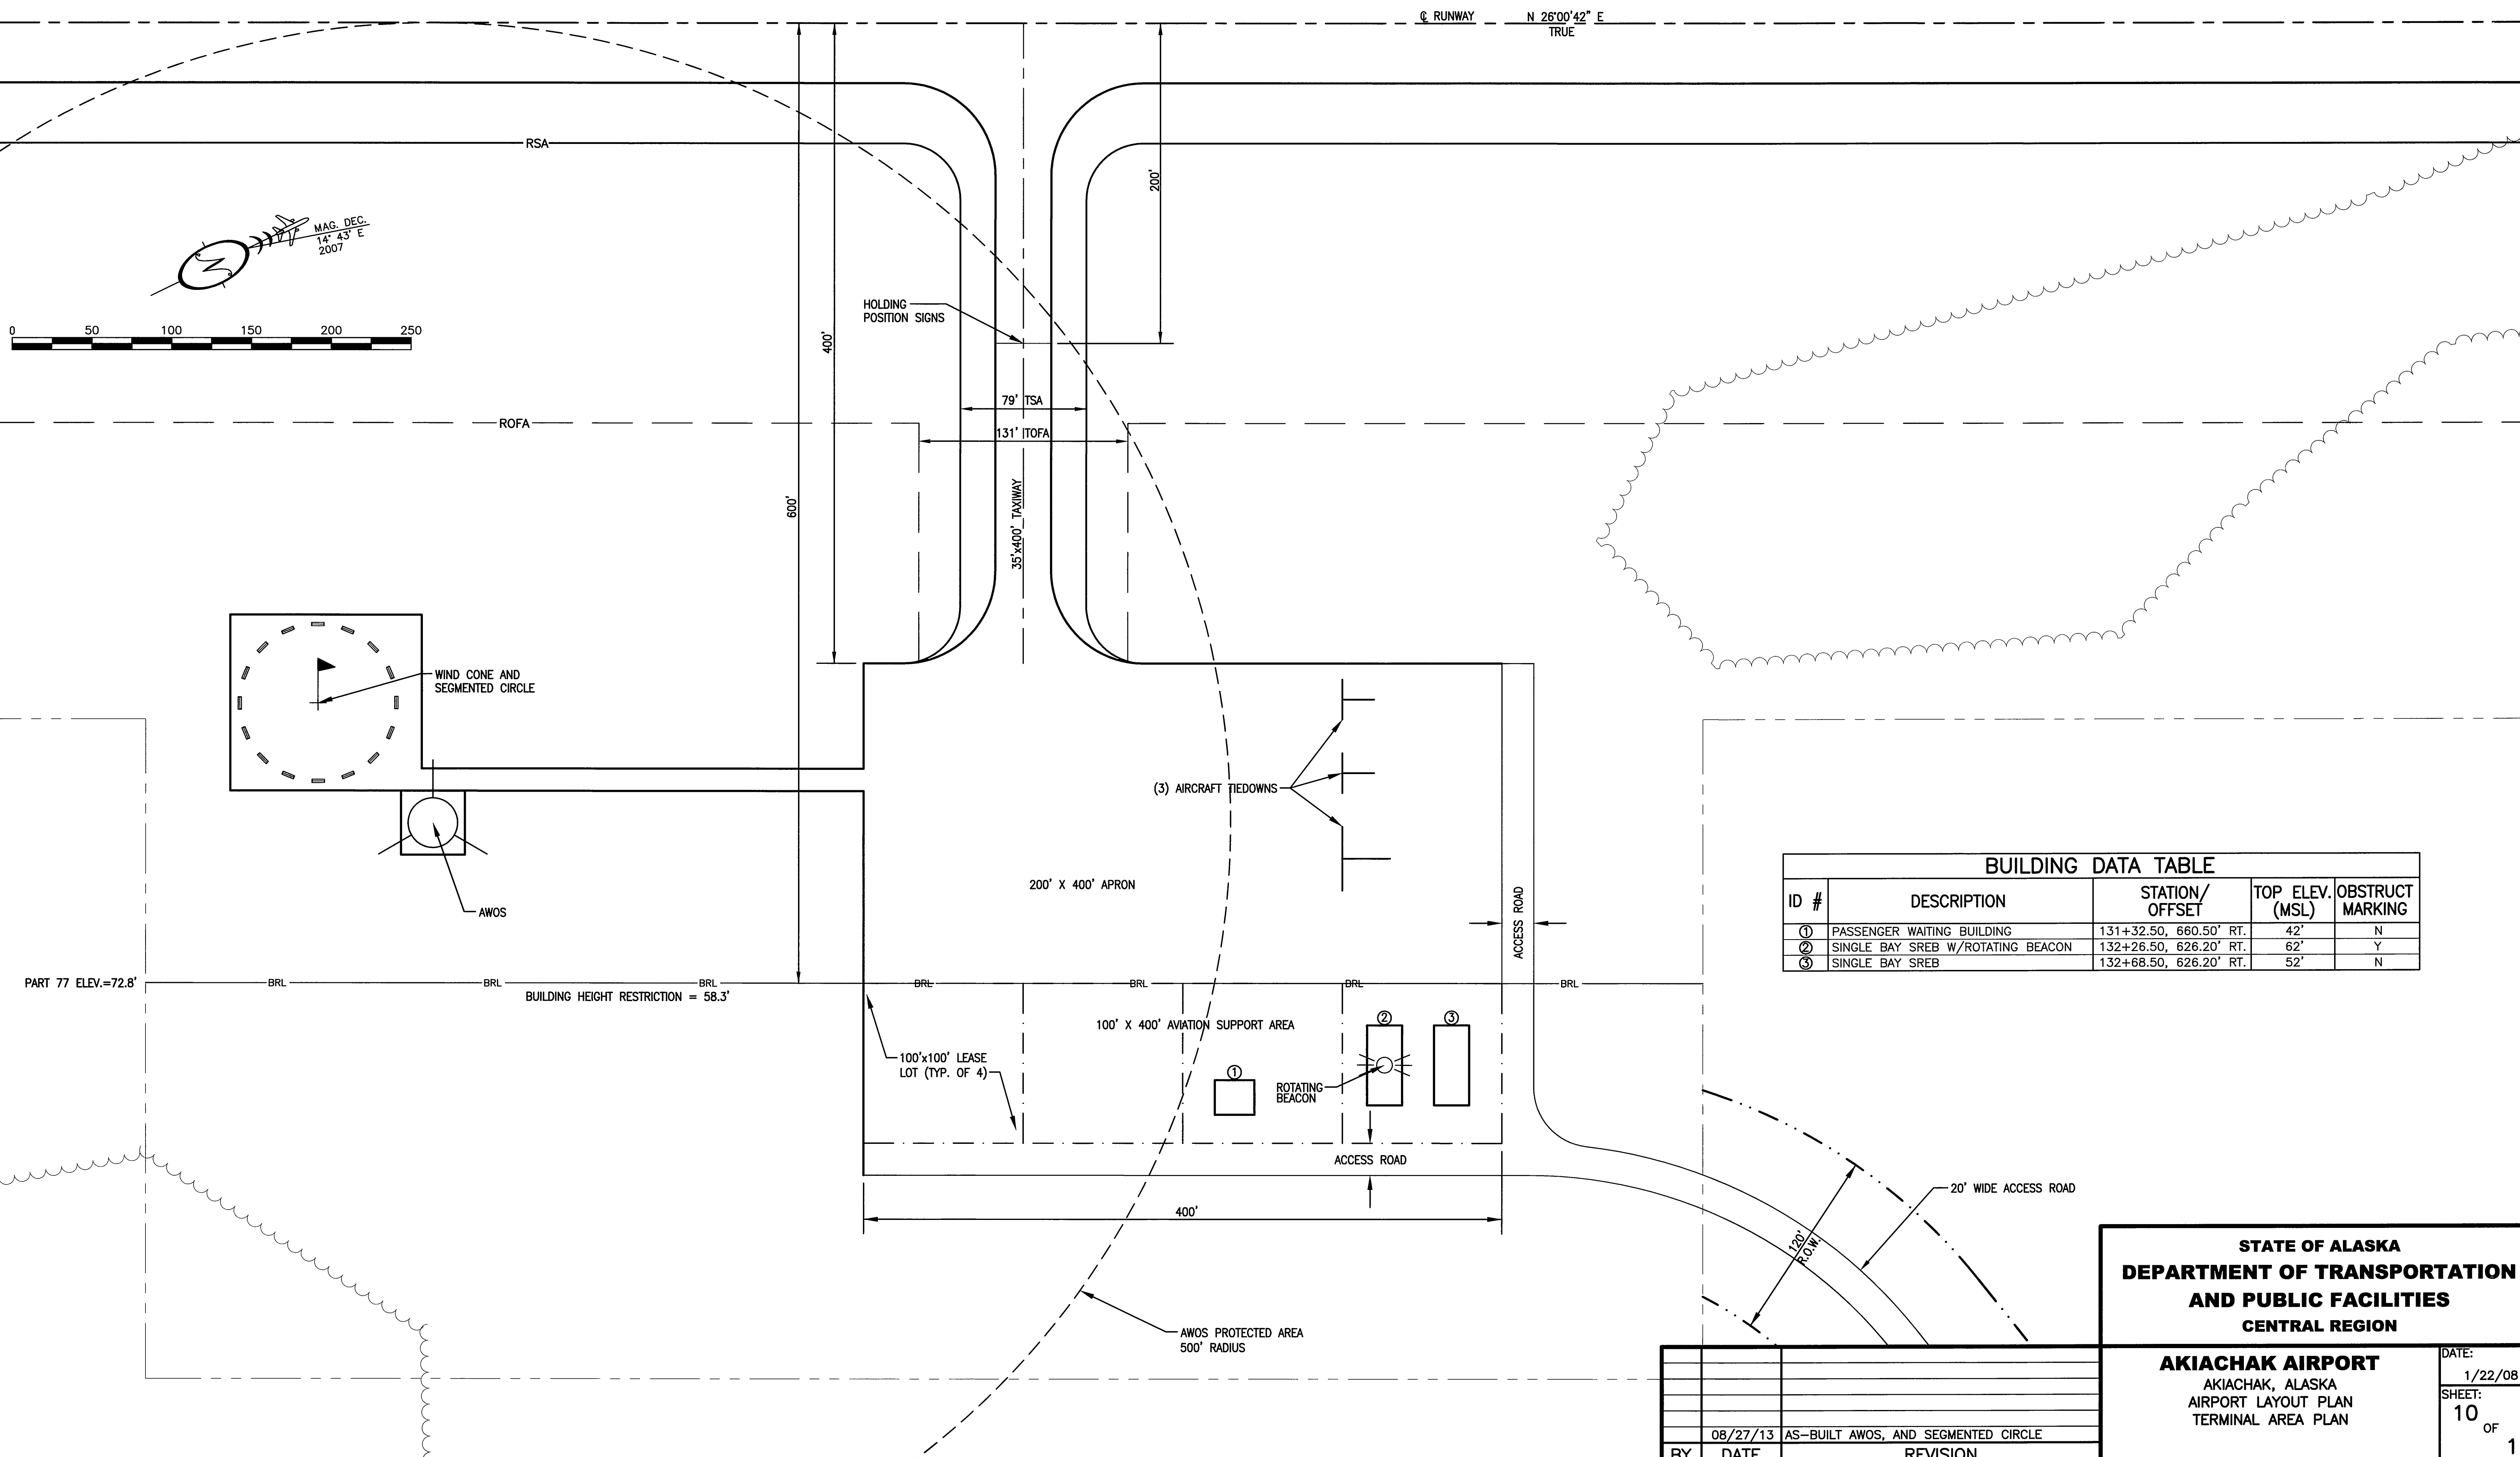 ℄ RUNWAY N 26°00'42" E
TRUE
RSA
200'
MAG. DEC.
14° 43' E
2007
N
HOLDING
POSITION SIGNS
0 50 100 150 200 250
400'
79' TSA
ROFA
131' TOFA
600'
35'x400' TAXIWAY
WIND CONE AND
SEGMENTED CIRCLE
(3) AIRCRAFT TIEDOWNS
200' X 400' APRON
AWOS
ACCESS ROAD
BUILDING DATA TABLE
ID # DESCRIPTION STATION/ OFFSET TOP ELEV. (MSL) OBSTRUCT MARKING
1 PASSENGER WAITING BUILDING 131+32.50, 660.50' RT. 42' N
2 SINGLE BAY SREB W/ROTATING BEACON 132+26.50, 626.20' RT. 62' Y
3 SINGLE BAY SREB 132+68.50, 626.20' RT. 52' N
PART 77 ELEV.=72.8' BRL BRL BRL BRL BRL BRL BRL
BUILDING HEIGHT RESTRICTION = 58.3'
100' X 400' AVIATION SUPPORT AREA
2 3
100'x100' LEASE
LOT (TYP. OF 4)
1
ROTATING
BEACON
ACCESS ROAD
400'
20' WIDE ACCESS ROAD
120'
R.O.W.
AWOS PROTECTED AREA
500' RADIUS
STATE OF ALASKA
DEPARTMENT OF TRANSPORTATION
AND PUBLIC FACILITIES
CENTRAL REGION
AKIACHAK AIRPORT
AKIACHAK, ALASKA
AIRPORT LAYOUT PLAN
TERMINAL AREA PLAN
DATE:
1/22/08
SHEET:
10
OF
1
08/27/13 AS-BUILT AWOS, AND SEGMENTED CIRCLE
BY DATE REVISION